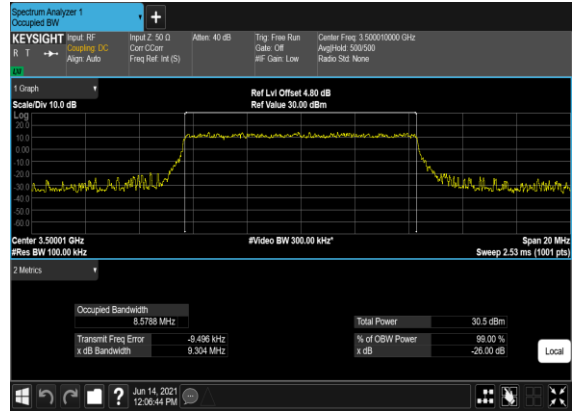 Spectrum Analyzer 1
Occupied BW
KEYSIGHT
R T
LXI
Input: RF
Coupling: DC
Align: Auto
Input Z: 50 Ω
Corr CCorr
Freq Ref: Int (S)
Atten: 40 dB
Trig: Free Run
Gate: Off
#IF Gain: Low
Center Freq: 3.500010000 GHz
Avg|Hold: 500/500
Radio Std: None
1 Graph
Scale/Div 10.0 dB
Ref Lvl Offset 4.80 dB
Ref Value 30.00 dBm
Log
20.0
10.0
0.00
-10.0
-20.0
-30.0
-40.0
-50.0
-60.0
Center 3.50001 GHz
#Res BW 100.00 kHz
#Video BW 300.00 kHz*
Span 20 MHz
Sweep 2.53 ms (1001 pts)
2 Metrics
Occupied Bandwidth
8.5788 MHz
Transmit Freq Error -9.496 kHz
x dB Bandwidth 9.304 MHz
Total Power 30.5 dBm
% of OBW Power 99.00 %
x dB -26.00 dB
Local
?
Jun 14, 2021
12:06:44 PM